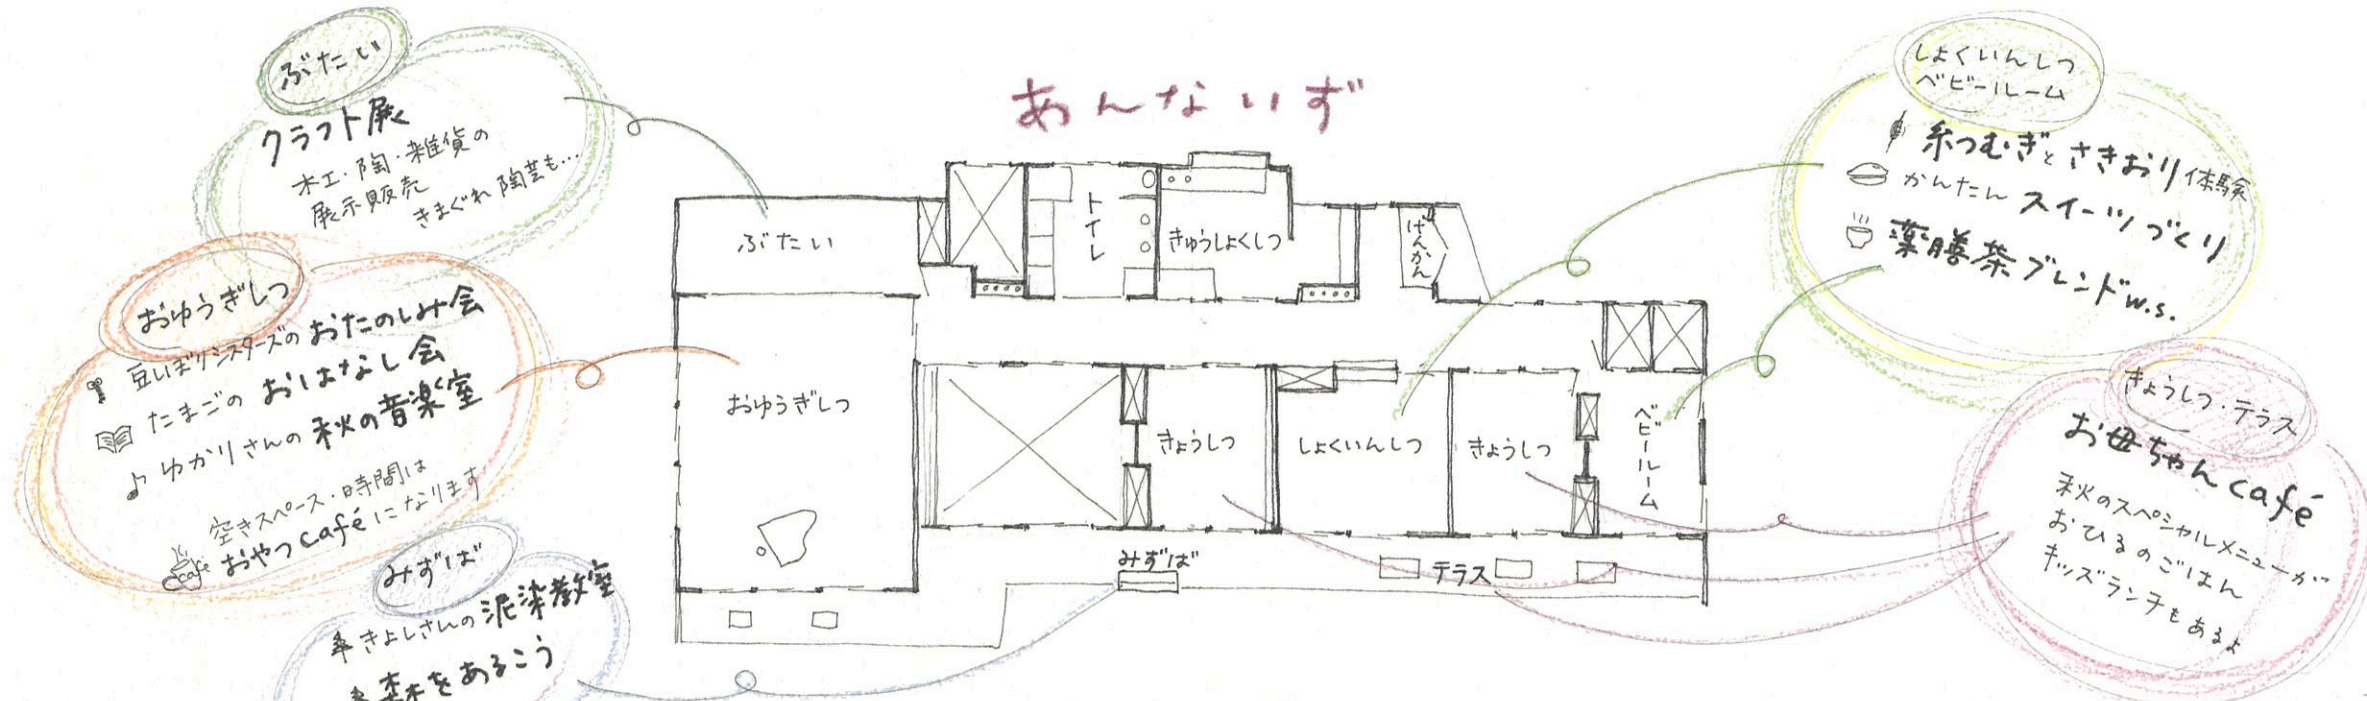 あんないず
ぶたい
クラフト展
木工・陶・雑貨の
展示販売
きまぐれ陶芸も…
おゆうぎしつ
豆しぼりシスターズの おたのしみ会
たまごの おはなし会
♪ ゆかりさんの 秋の音楽室
空きスペース・時間は
café おやつcaféになります
みずば
きよしさんの 泥染教室
森をあるこう
ぶたい
トイレ
きゅうしょくしつ
げんかん
おゆうぎしつ
きょうしつ
しょくいんしつ
きょうしつ
ベビールーム
みずば
テラス
しょくいんしつ
ベビールーム
糸つむぎと さきおり体験
かんたん スイーツづくり
薬膳茶ブレンドw.s.
きょうしつ・テラス
お母ちゃんcafé
秋のスペシャルメニューが
おひるのごはん
キッズランチもあるよ